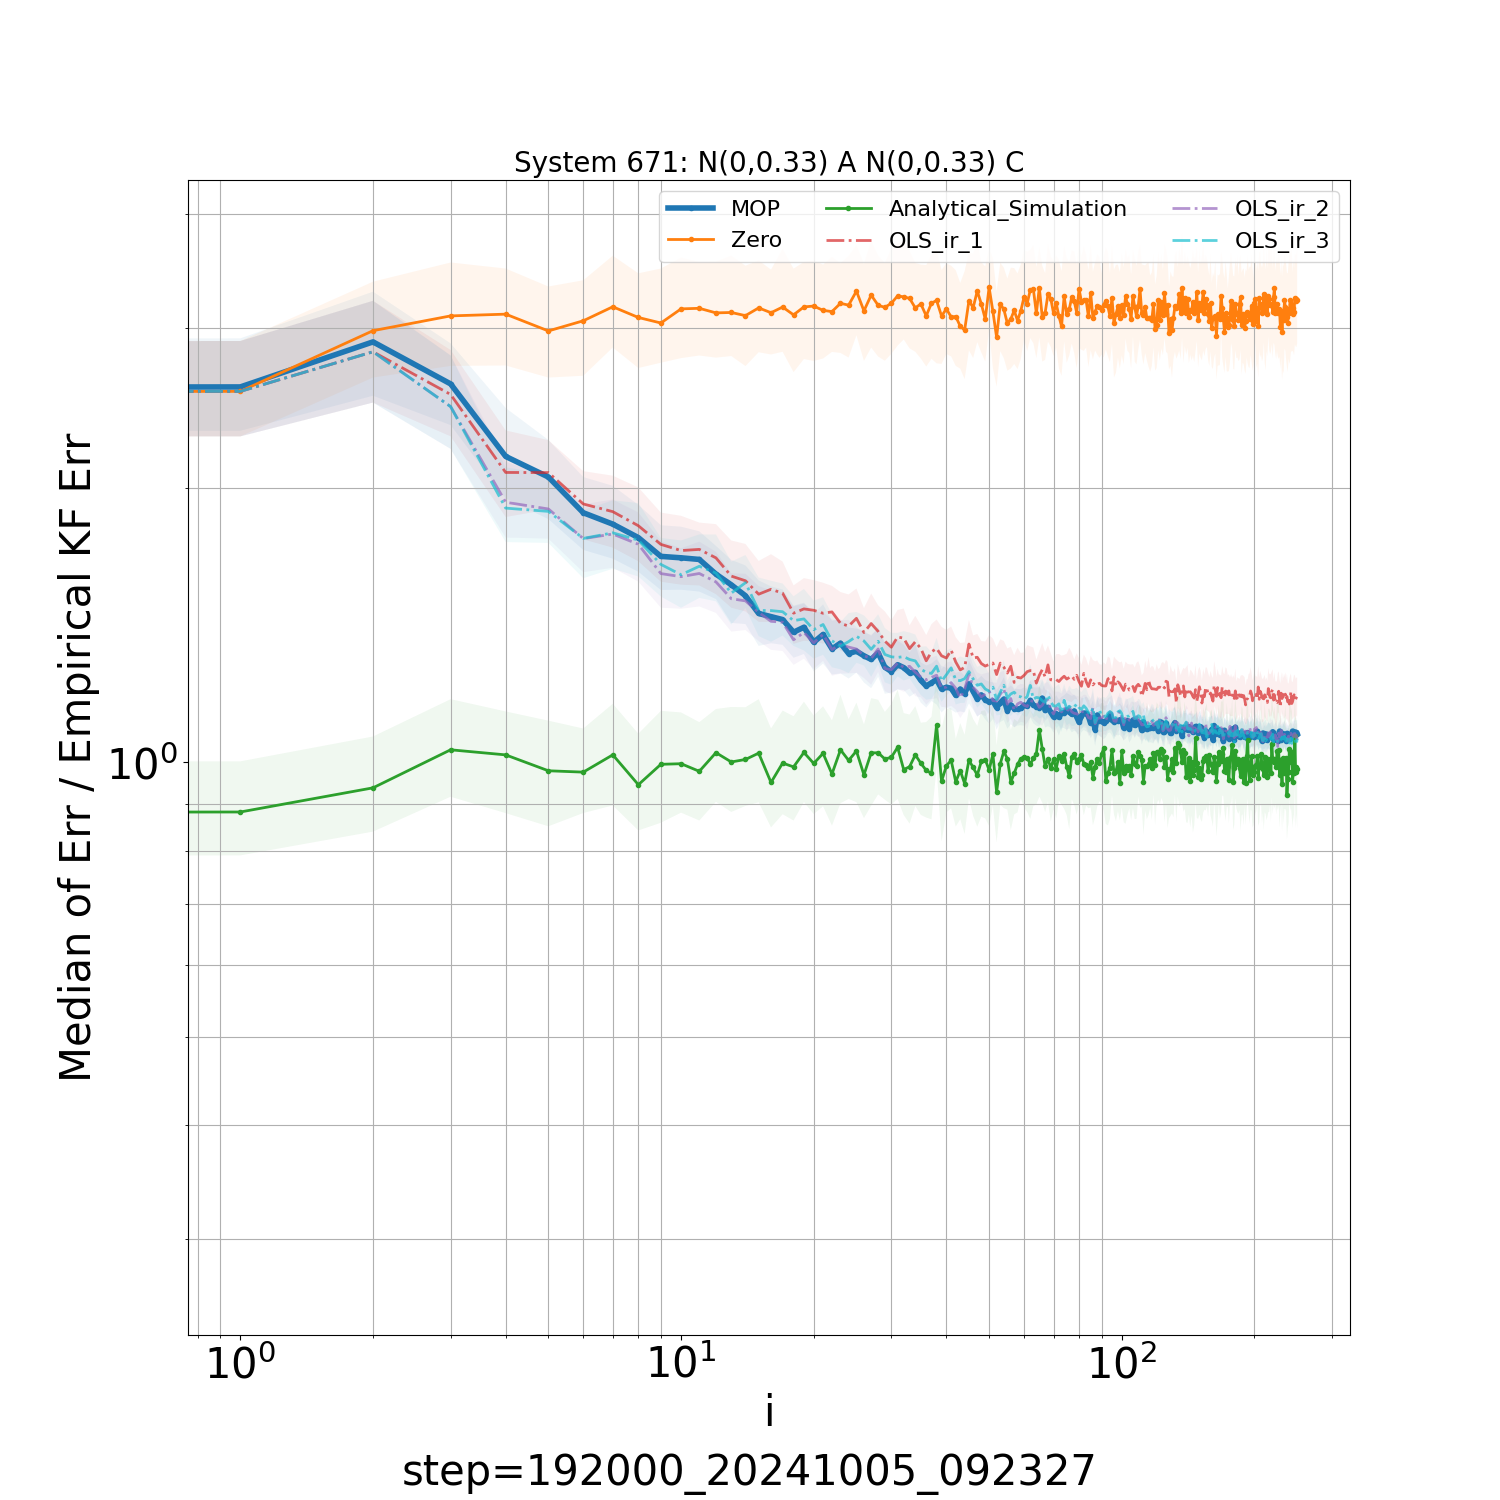 System 671: N(0,0.33) A N(0,0.33) C
MOP
Zero
Analytical_Simulation
OLS_ir_1
OLS_ir_2
OLS_ir_3
Median of Err / Empirical KF Err
10⁰
10⁰ 10¹ 10²
i
step=192000_20241005_092327